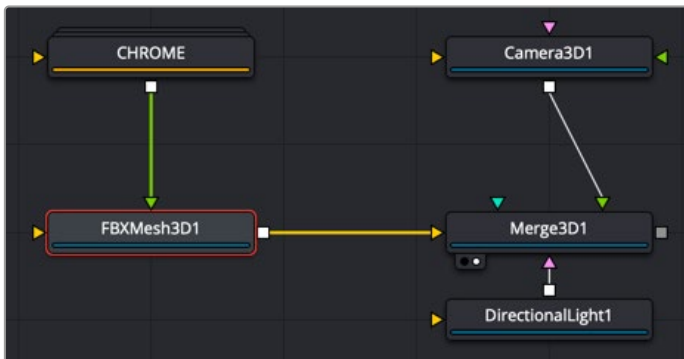 CHROME
Camera3D1
FBXMesh3D1
Merge3D1
DirectionalLight1